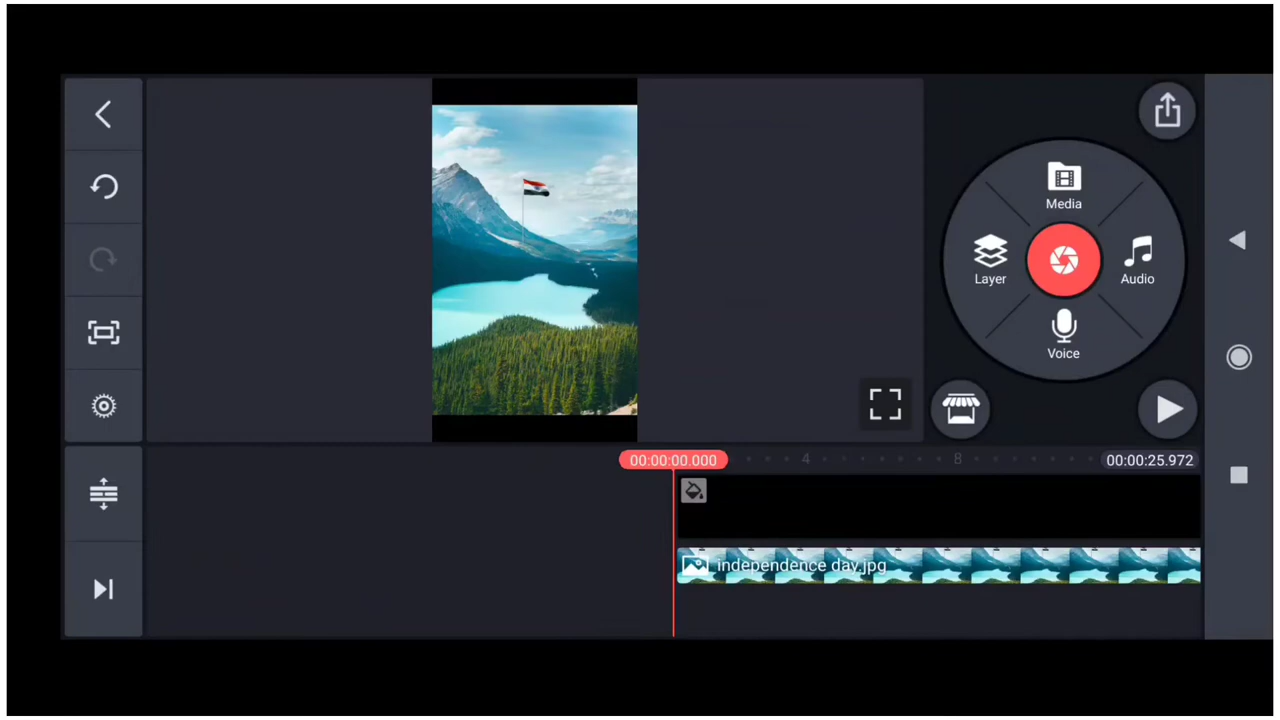 Media
Layer
Audio
Voice
00:00:00.000
4
8
00:00:25.972
independence day.jpg